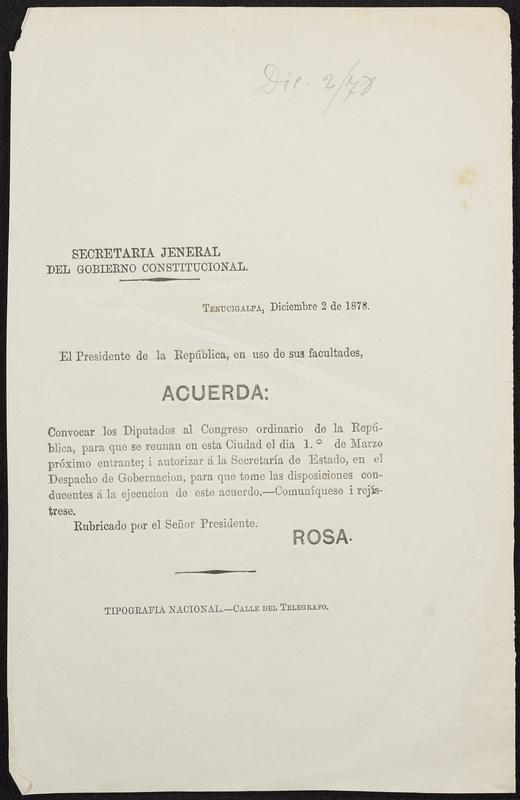 Dic. 2/78
SECRETARIA JENERAL
DEL GOBIERNO CONSTITUCIONAL.
TENUCIGALPA, Diciembre 2 de 1878.
El Presidente de la República, en uso de sus facultades,
ACUERDA:
Convocar los Diputados al Congreso ordinario de la Repú-
blica, para que se reunan en esta Ciudad el dia 1.º de Marzo
próximo entrante; i autorizar á la Secretaría de Estado, en el
Despacho de Gobernacion, para que tome las disposiciones con-
ducentes á la ejecucion de este acuerdo.—Comuníquese i rejís-
trese.
Rubricado por el Señor Presidente.
ROSA.
TIPOGRAFIA NACIONAL.—CALLE DEL TELEGRAFO.